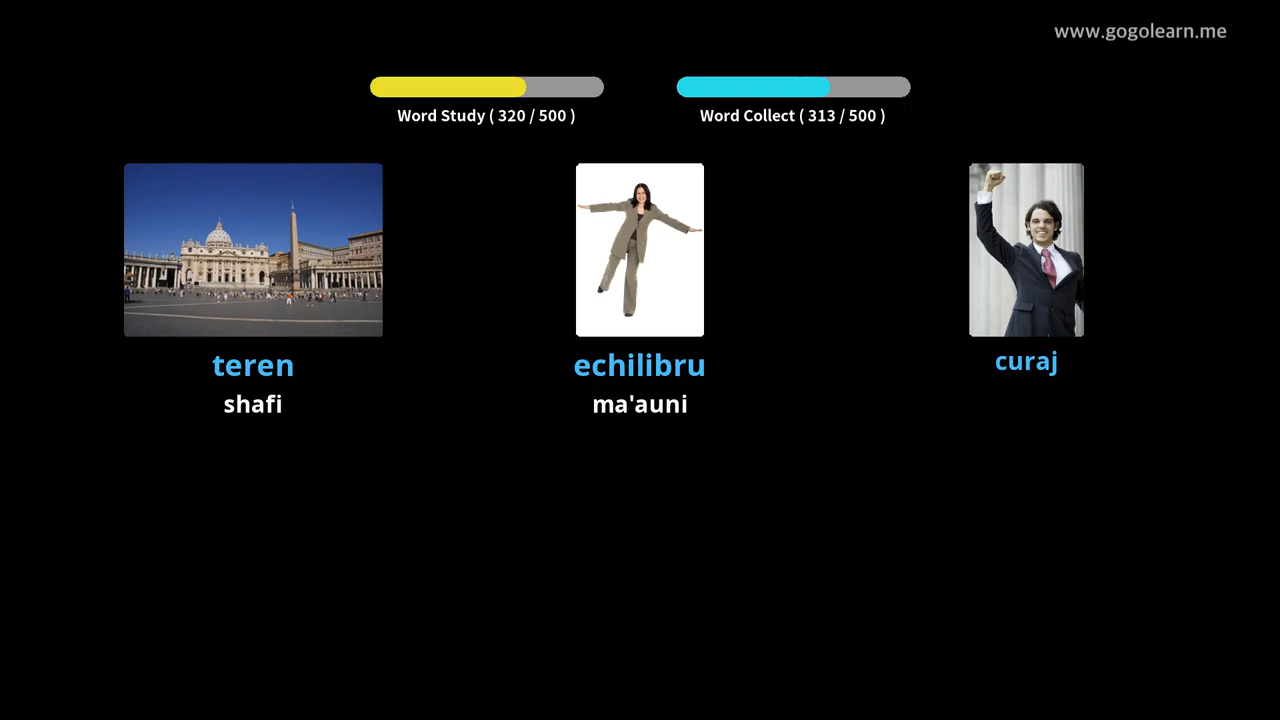 www.gogolearn.me
Word Study ( 320 / 500 )
Word Collect ( 313 / 500 )
teren
shafi
echilibru
ma'auni
curaj